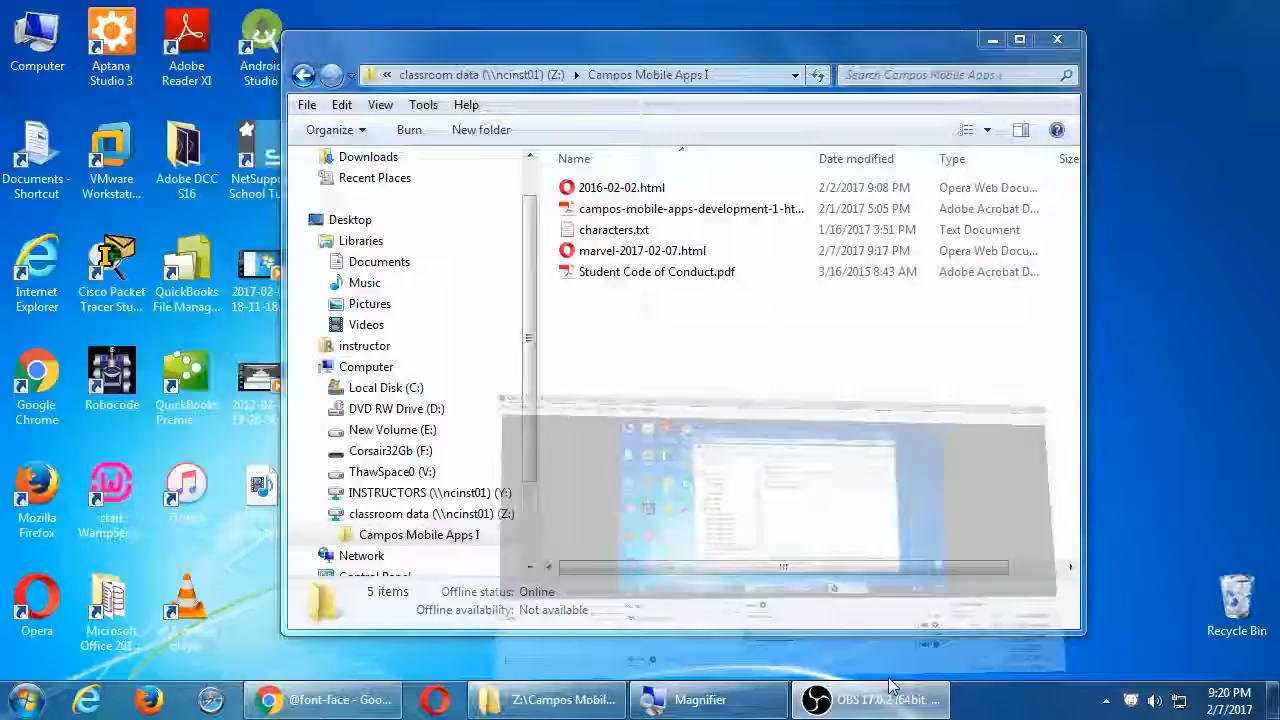 Computer
Aptana
Studio 3
Adobe
Reader XI
Android
Studio
Documents -
Shortcut
VMware
Workstati...
Adobe DCC
S16
NetSuppo
School Tu
Internet
Explorer
Cisco Packet
Tracer Stu...
QuickBooks
File Manag...
2017-02-
18-11-18
Google
Chrome
Robocode
QuickBooks
Premie
Mozilla
Firefox
start
WampSer
Opera
Microsoft
Office 201
Recycle Bin
« classroom data (\\ncinst01) (Z:) ▸ Campos Mobile Apps I
Search Campos Mobile Apps I
File Edit View Tools Help
Organize Burn New folder
Name Date modified Type Size
2016-02-02.html 2/2/2017 9:08 PM Opera Web Docu...
campos-mobile-apps-development-1-ht... 2/1/2017 5:05 PM Adobe Acrobat D...
characters.txt 1/16/2017 3:51 PM Text Document
marvel-2017-02-07.html 2/7/2017 9:17 PM Opera Web Docu...
Student Code of Conduct.pdf 3/16/2015 8:43 AM Adobe Acrobat D...
Downloads
Recent Places
Desktop
Libraries
Documents
Music
Pictures
Videos
instructor
Computer
Local Disk (C:)
DVD RW Drive (D:)
New Volume (E:)
Corsair32Gb (F:)
ThawSpace0 (V:)
INSTRUCTORS (\\ncinst01) (Y:)
classroom data (\\ncinst01) (Z:)
Campos Mobile Apps I
Network
Control Panel
5 items Offline status: Online
Offline availability: Not available
@font-face - Goo...
Z:\Campos Mobil...
Magnifier
OBS 17.0.2 (64bit...
9:20 PM
2/7/2017